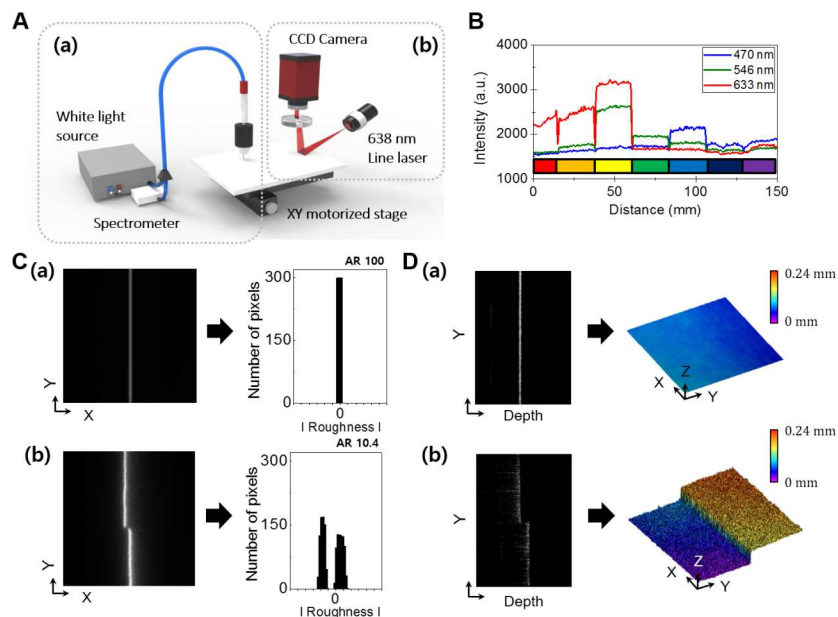 A
(a)
CCD Camera
(b)
White light
source
638 nm
Line laser
Spectrometer
XY motorized stage
B
4000
3000
2000
1000
Intensity (a.u.)
470 nm
546 nm
633 nm
0
50
100
150
Distance (mm)
C
(a)
Y
X
AR 100
300
150
0
Number of pixels
0
I Roughness I
(b)
Y
X
AR 10.4
300
150
0
Number of pixels
0
I Roughness I
D
(a)
Y
Depth
0.24 mm
0 mm
X
Z
Y
(b)
Y
Depth
0.24 mm
0 mm
X
Z
Y